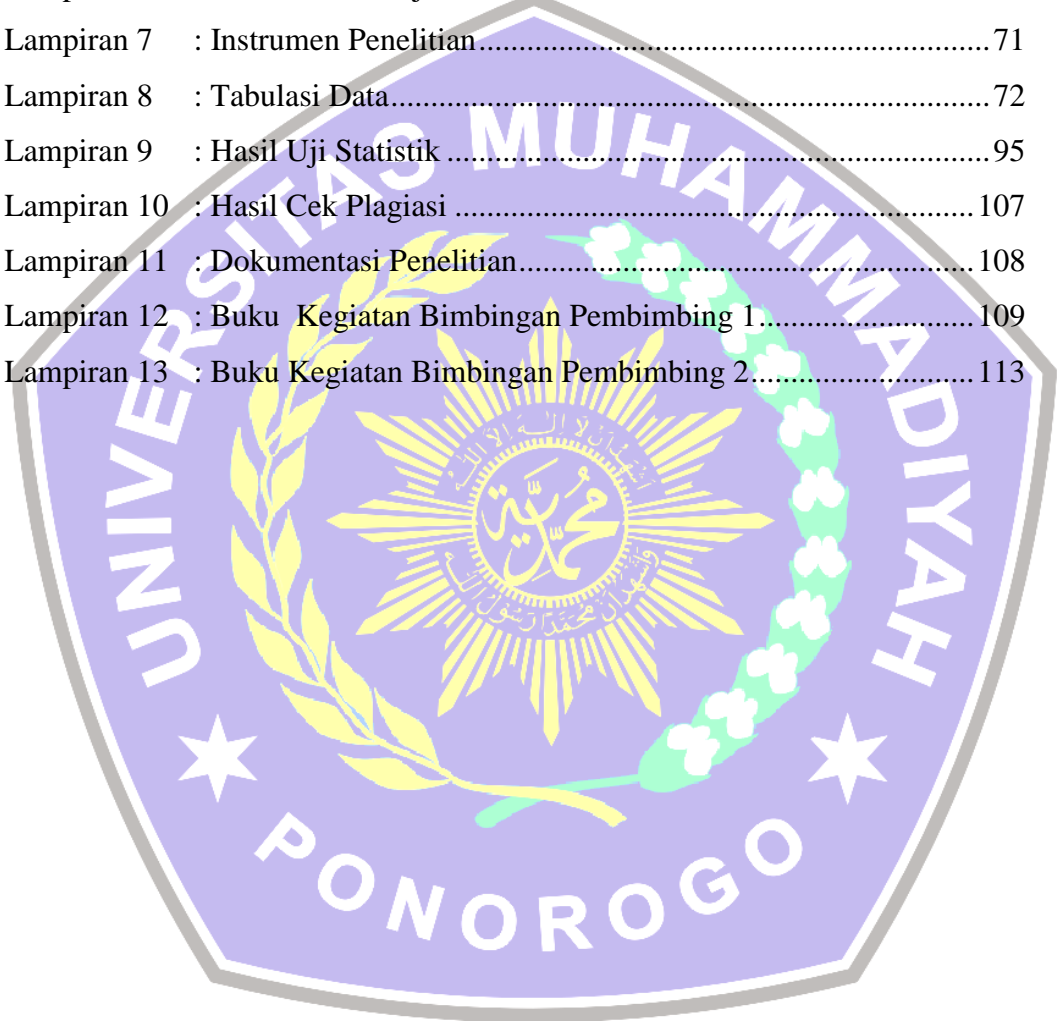 Lampiran 7 : Instrumen Penelitian.......................................................................71
Lampiran 8 : Tabulasi Data.......................................................................72
Lampiran 9 : Hasil Uji Statistik.......................................................................95
Lampiran 10 : Hasil Cek Plagiasi.......................................................................107
Lampiran 11 : Dokumentasi Penelitian.......................................................................108
Lampiran 12 : Buku Kegiatan Bimbingan Pembimbing 1...........................109
Lampiran 13 : Buku Kegiatan Bimbingan Pembimbing 2............................113
UNIVERSITAS MUHAMMADIYAH
PONOROGO
محمدية